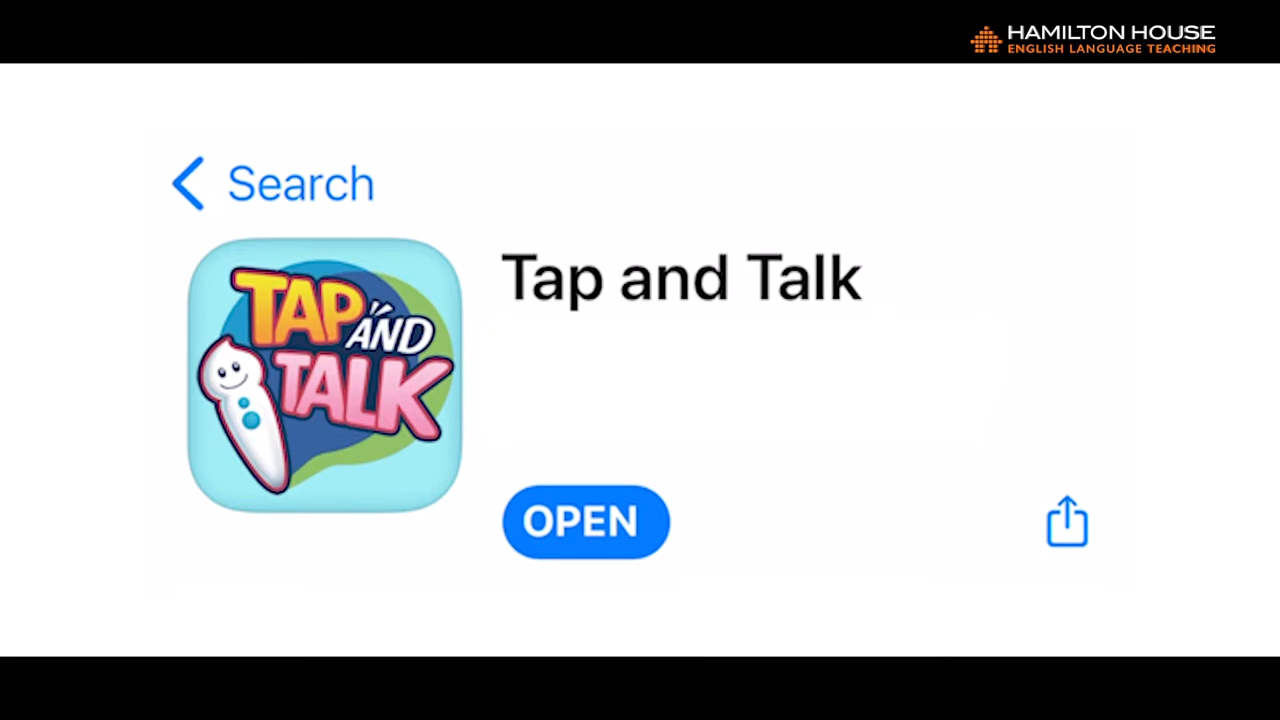 HAMILTON HOUSE
ENGLISH LANGUAGE TEACHING
Search
TAP
AND
TALK
Tap and Talk
OPEN